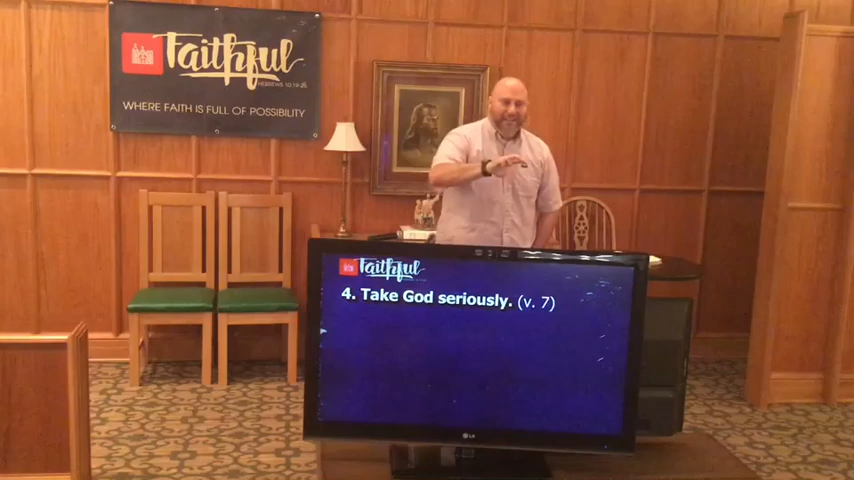 Faithful
HEBREWS 10:19-25
WHERE FAITH IS FULL OF POSSIBILITY
Faithful
4. Take God seriously. (v. 7)
LG